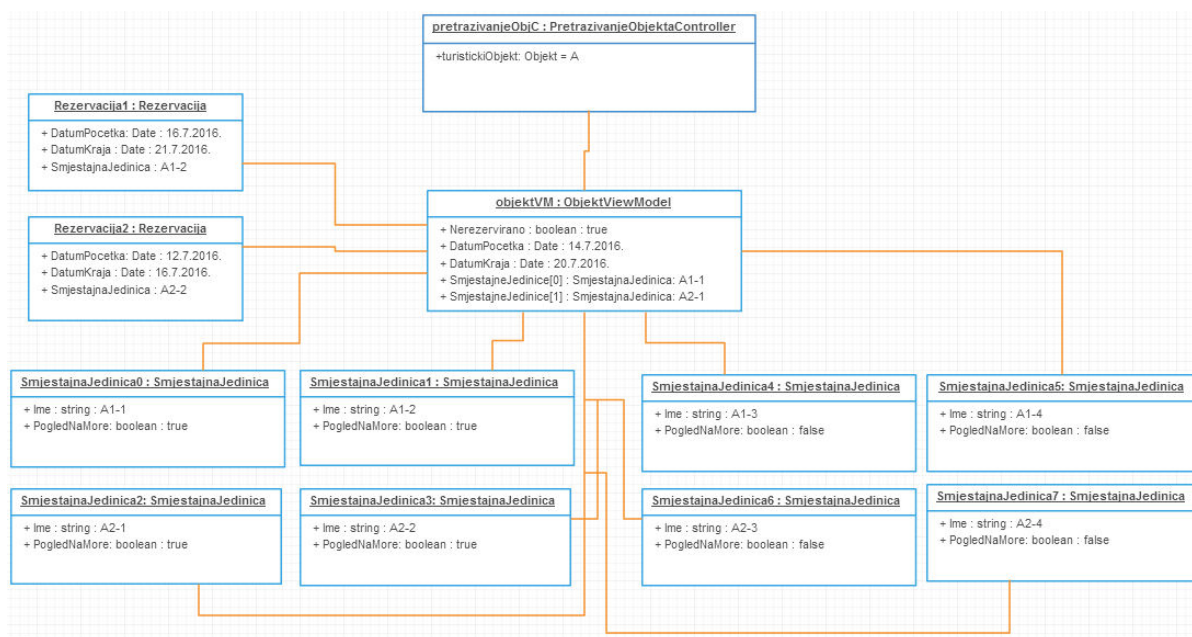 pretrazivanjeObjC : PretrazivanjeObjektaController
+turistickiObjekt: Objekt = A
Rezervacija1 : Rezervacija
+ DatumPocetka: Date : 16.7.2016.
+ DatumKraja : Date : 21.7.2016.
+ SmjestajnaJedinica : A1-2
Rezervacija2 : Rezervacija
+ DatumPocetka: Date : 12.7.2016.
+ DatumKraja : Date : 16.7.2016.
+ SmjestajnaJedinica : A2-2
objektVM : ObjektViewModel
+ Nerezervirano : boolean : true
+ DatumPocetka : Date : 14.7.2016.
+ DatumKraja : Date : 20.7.2016.
+ SmjestajneJedinice[0] : SmjestajnaJedinica: A1-1
+ SmjestajneJedinice[1] : SmjestajnaJedinica: A2-1
SmjestajnaJedinica0 : SmjestajnaJedinica
+ Ime : string : A1-1
+ PogledNaMore: boolean : true
SmjestajnaJedinica1 : SmjestajnaJedinica
+ Ime : string : A1-2
+ PogledNaMore: boolean : true
SmjestajnaJedinica4 : SmjestajnaJedinica
+ Ime : string : A1-3
+ PogledNaMore: boolean : false
SmjestajnaJedinica5: SmjestajnaJedinica
+ Ime : string : A1-4
+ PogledNaMore: boolean : false
SmjestajnaJedinica2: SmjestajnaJedinica
+ Ime : string : A2-1
+ PogledNaMore: boolean : true
SmjestajnaJedinica3: SmjestajnaJedinica
+ Ime : string : A2-2
+ PogledNaMore: boolean : true
SmjestajnaJedinica6 : SmjestajnaJedinica
+ Ime : string : A2-3
+ PogledNaMore: boolean : false
SmjestajnaJedinica7 : SmjestajnaJedinica
+ Ime : string : A2-4
+ PogledNaMore: boolean : false